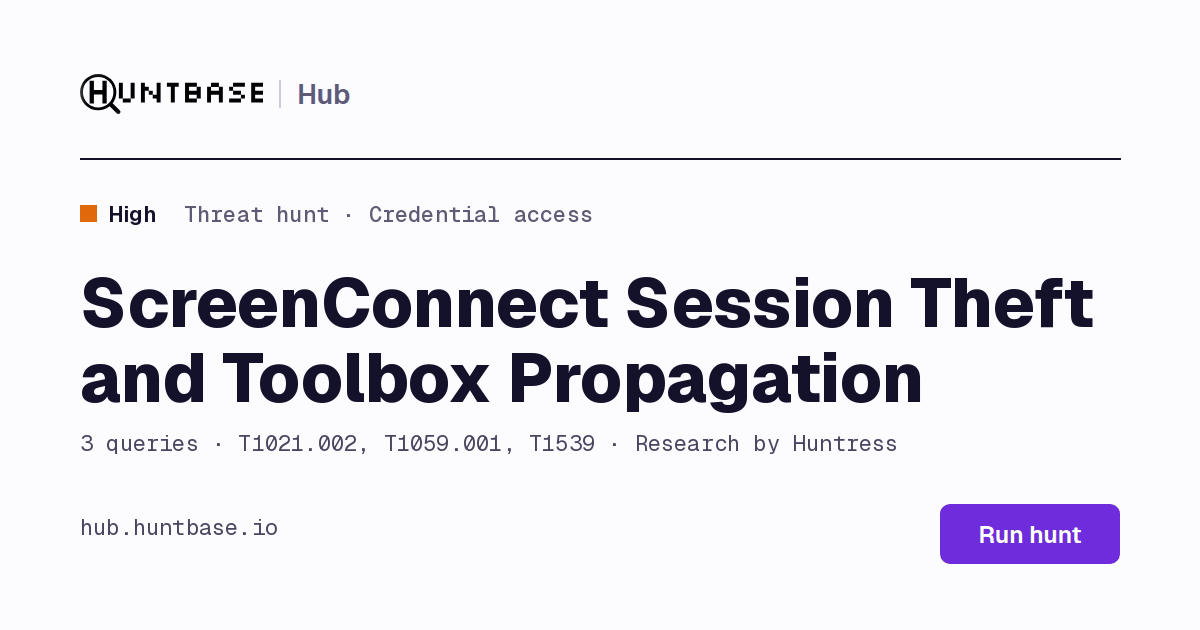 HUNTBASE | Hub
High Threat hunt · Credential access
ScreenConnect Session Theft
and Toolbox Propagation
3 queries · T1021.002, T1059.001, T1539 · Research by Huntress
hub.huntbase.io
Run hunt